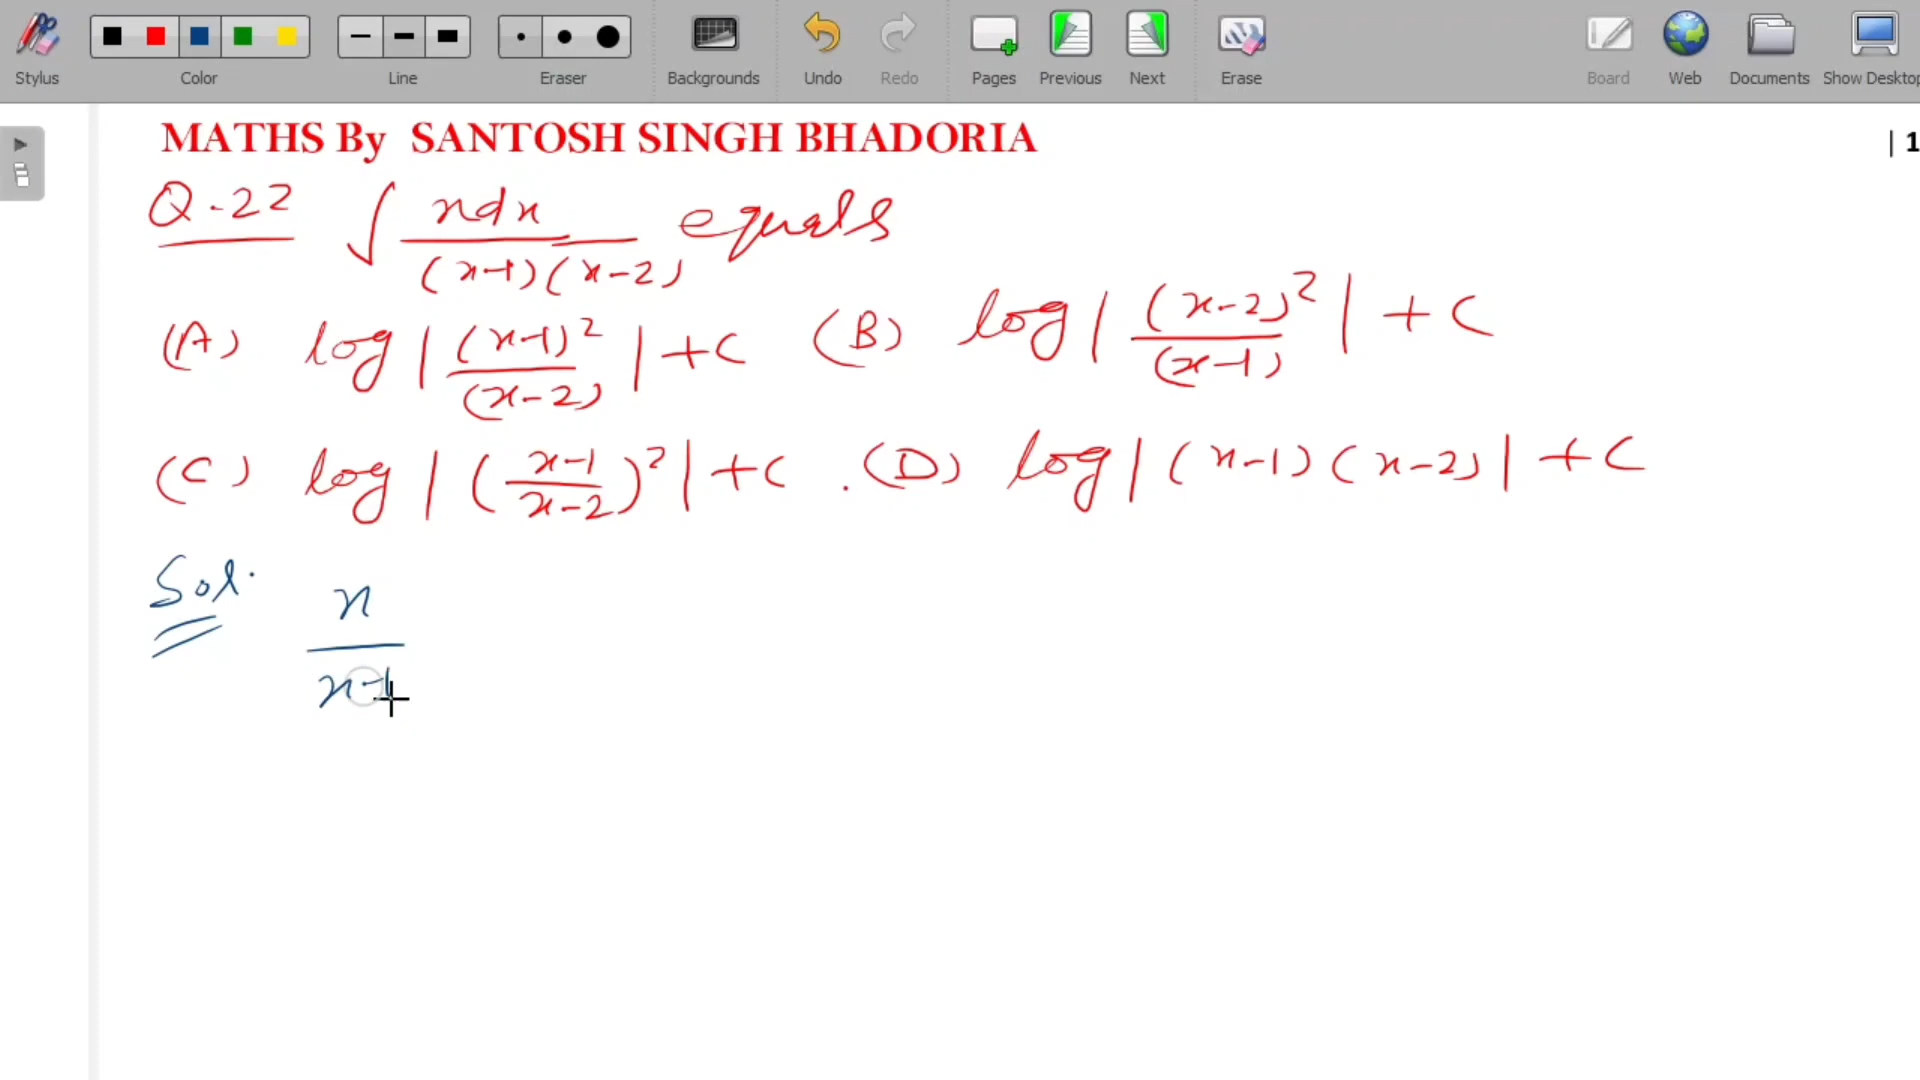 Stylus Color Line Eraser Backgrounds Undo Redo Pages Previous Next Erase Board Web Documents Show Desktop
MATHS By SANTOSH SINGH BHADORIA | 1
Q.22 ∫ x dx / (x-1)(x-2) equals
(A) log | (x-1)² / (x-2) | + C (B) log | (x-2)² / (x-1) | + C
(C) log | ( x-1 / x-2 )² | + C . (D) log | (x-1)(x-2) | + C
Sol. x / x-1